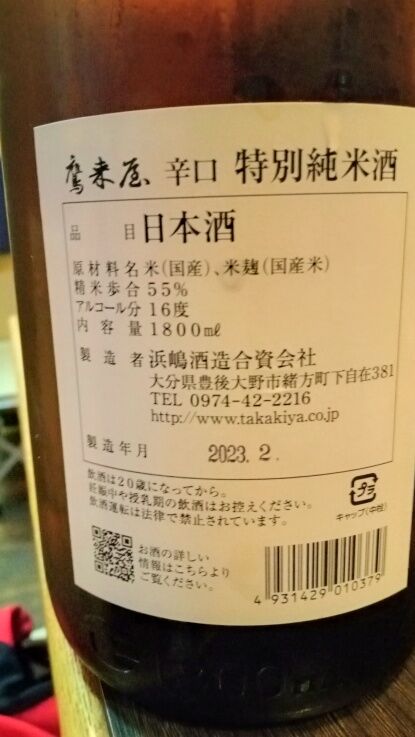 鷹来屋 辛口 特別純米酒
品目 日本酒
原材料名 米(国産)、米麹(国産米)
精米歩合 55%
アルコール分 16度
内容量 1800mℓ
製造者 浜嶋酒造合資会社
大分県豊後大野市緒方町下自在381
TEL 0974-42-2216
http://www.takakiya.co.jp
製造年月 2023. 2.
飲酒は20歳になってから。
妊娠中や授乳期の飲酒はお控えください。
飲酒運転は法律で禁止されています。
プラ
キャップ(中栓)
お酒の詳しい
情報はこちらより
ご覧ください。
4 931429 010379